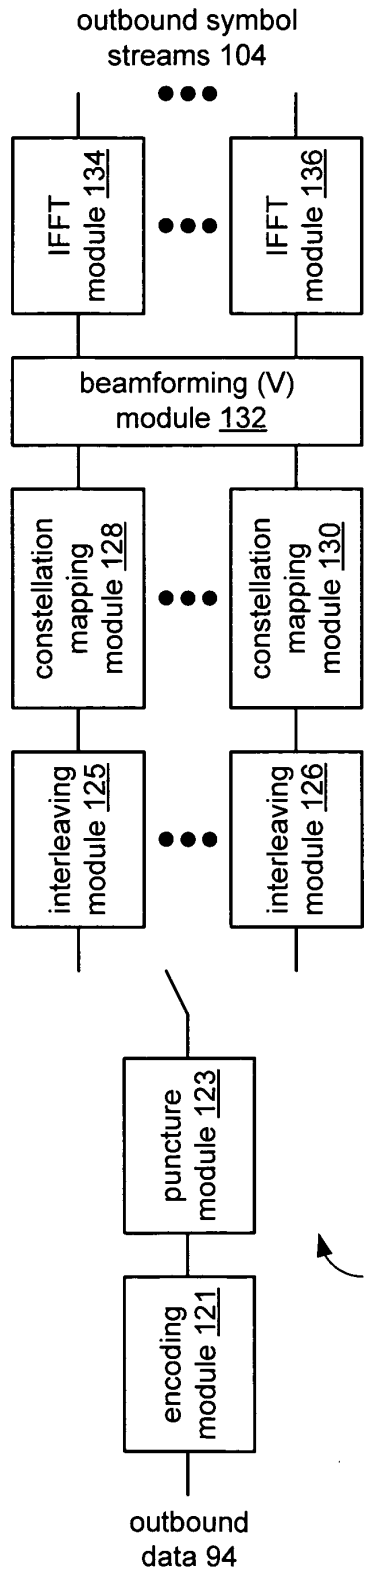 outbound symbol
streams 104
IFFT
module 134
IFFT
module 136
beamforming (V)
module 132
constellation
mapping
module 128
constellation
mapping
module 130
interleaving
module 125
interleaving
module 126
puncture
module 123
encoding
module 121
outbound
data 94